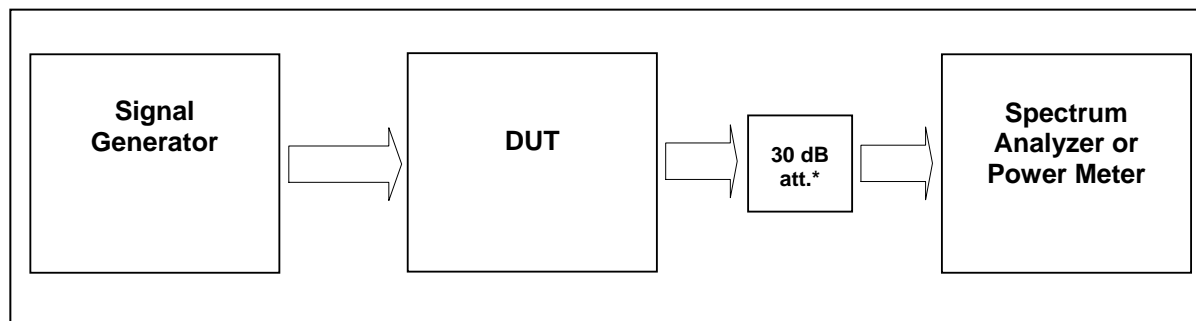 Signal
Generator
DUT
30 dB
att.*
Spectrum
Analyzer or
Power Meter